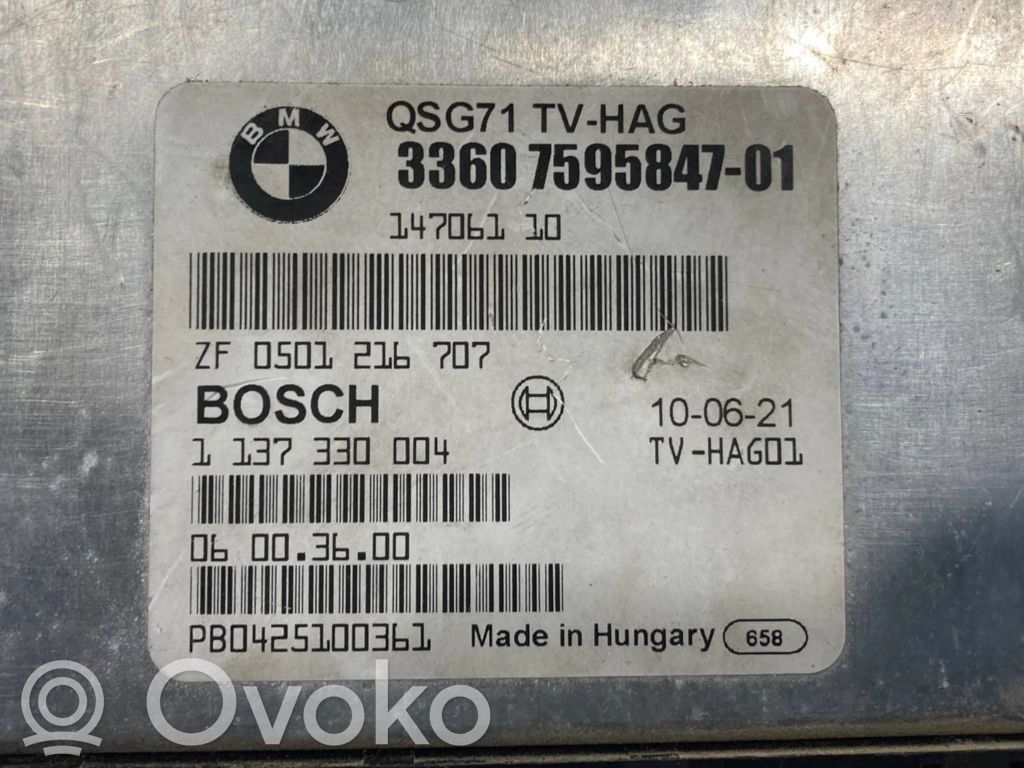 BMW
QSG71 TV-HAG
3360 7595847-01
147061 10
ZF 0501 216 707
BOSCH
10-06-21
1 137 330 004
TV-HAG01
06 00.36.00
PB0425100361
Made in Hungary 658
Ovoko